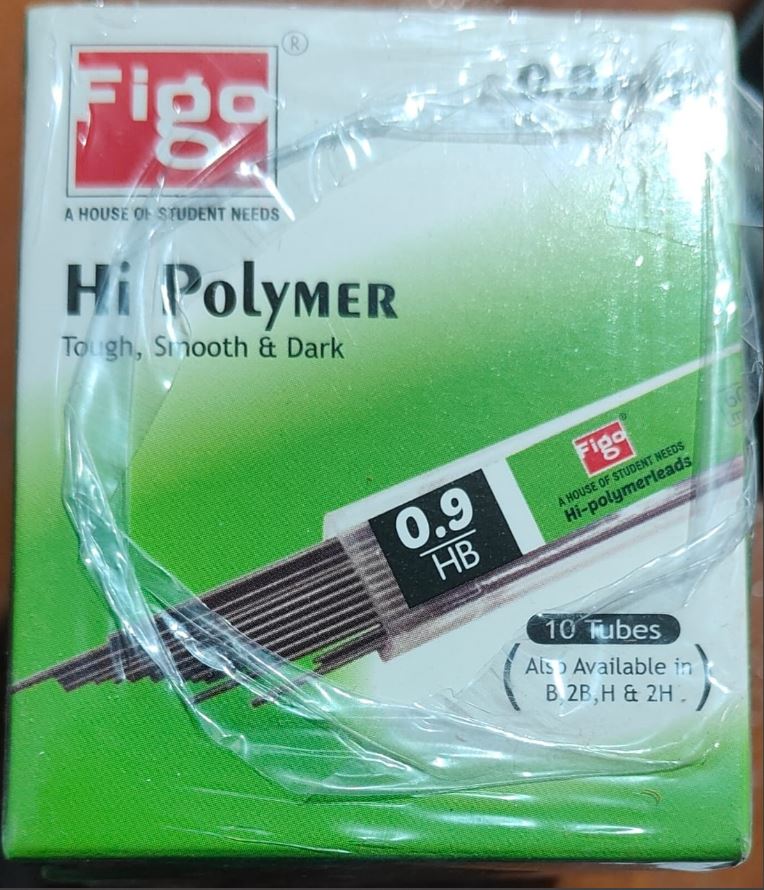 Figo ®
A HOUSE OF STUDENT NEEDS
Hi Polymer
Tough, Smooth & Dark
Figo ®
A HOUSE OF STUDENT NEEDS
Hi-polymerleads
0.9
HB
10 Tubes
(Also Available in
B,2B,H & 2H)